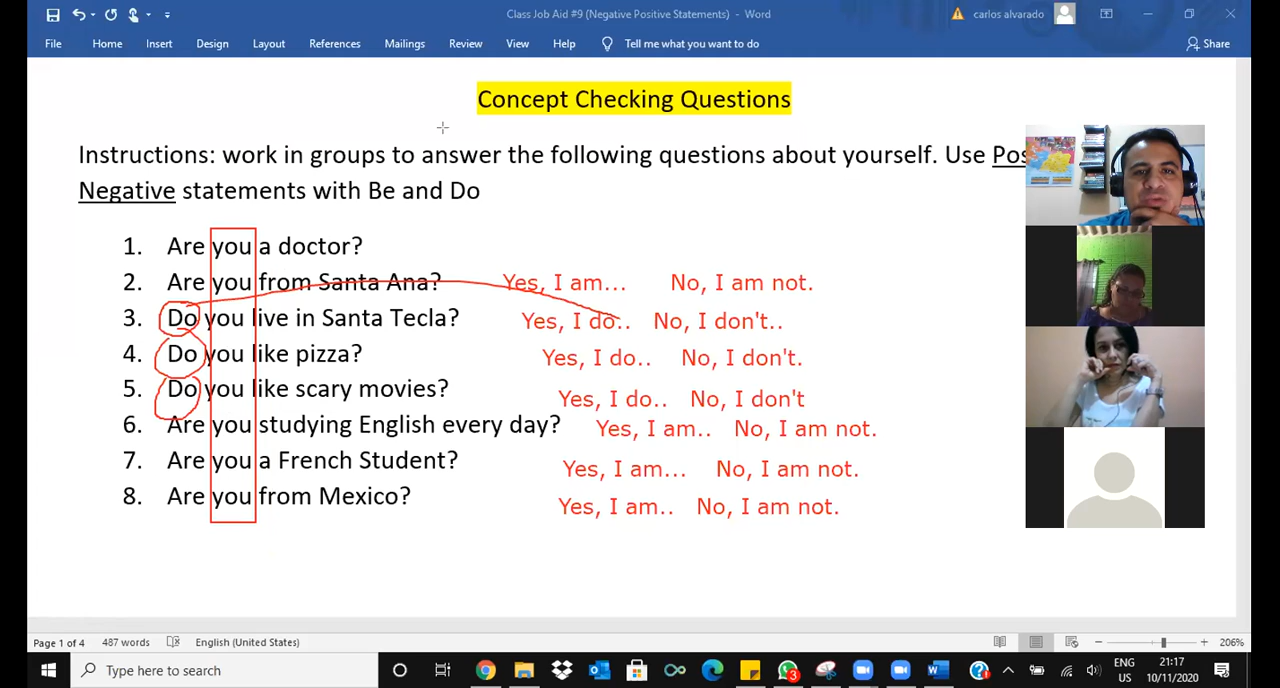 Class Job Aid #9 (Negative Positive Statements) - Word
carlos alvarado
File Home Insert Design Layout References Mailings Review View Help Tell me what you want to do Share
Concept Checking Questions
Instructions: work in groups to answer the following questions about yourself. Use Pos
Negative statements with Be and Do
1. Are you a doctor?
2. Are you from Santa Ana? Yes, I am... No, I am not.
3. Do you live in Santa Tecla? Yes, I do.. No, I don't..
4. Do you like pizza? Yes, I do.. No, I don't.
5. Do you like scary movies? Yes, I do.. No, I don't
6. Are you studying English every day? Yes, I am.. No, I am not.
7. Are you a French Student? Yes, I am... No, I am not.
8. Are you from Mexico? Yes, I am.. No, I am not.
Page 1 of 4 487 words English (United States) 206%
Type here to search 3 ENG 21:17
US 10/11/2020